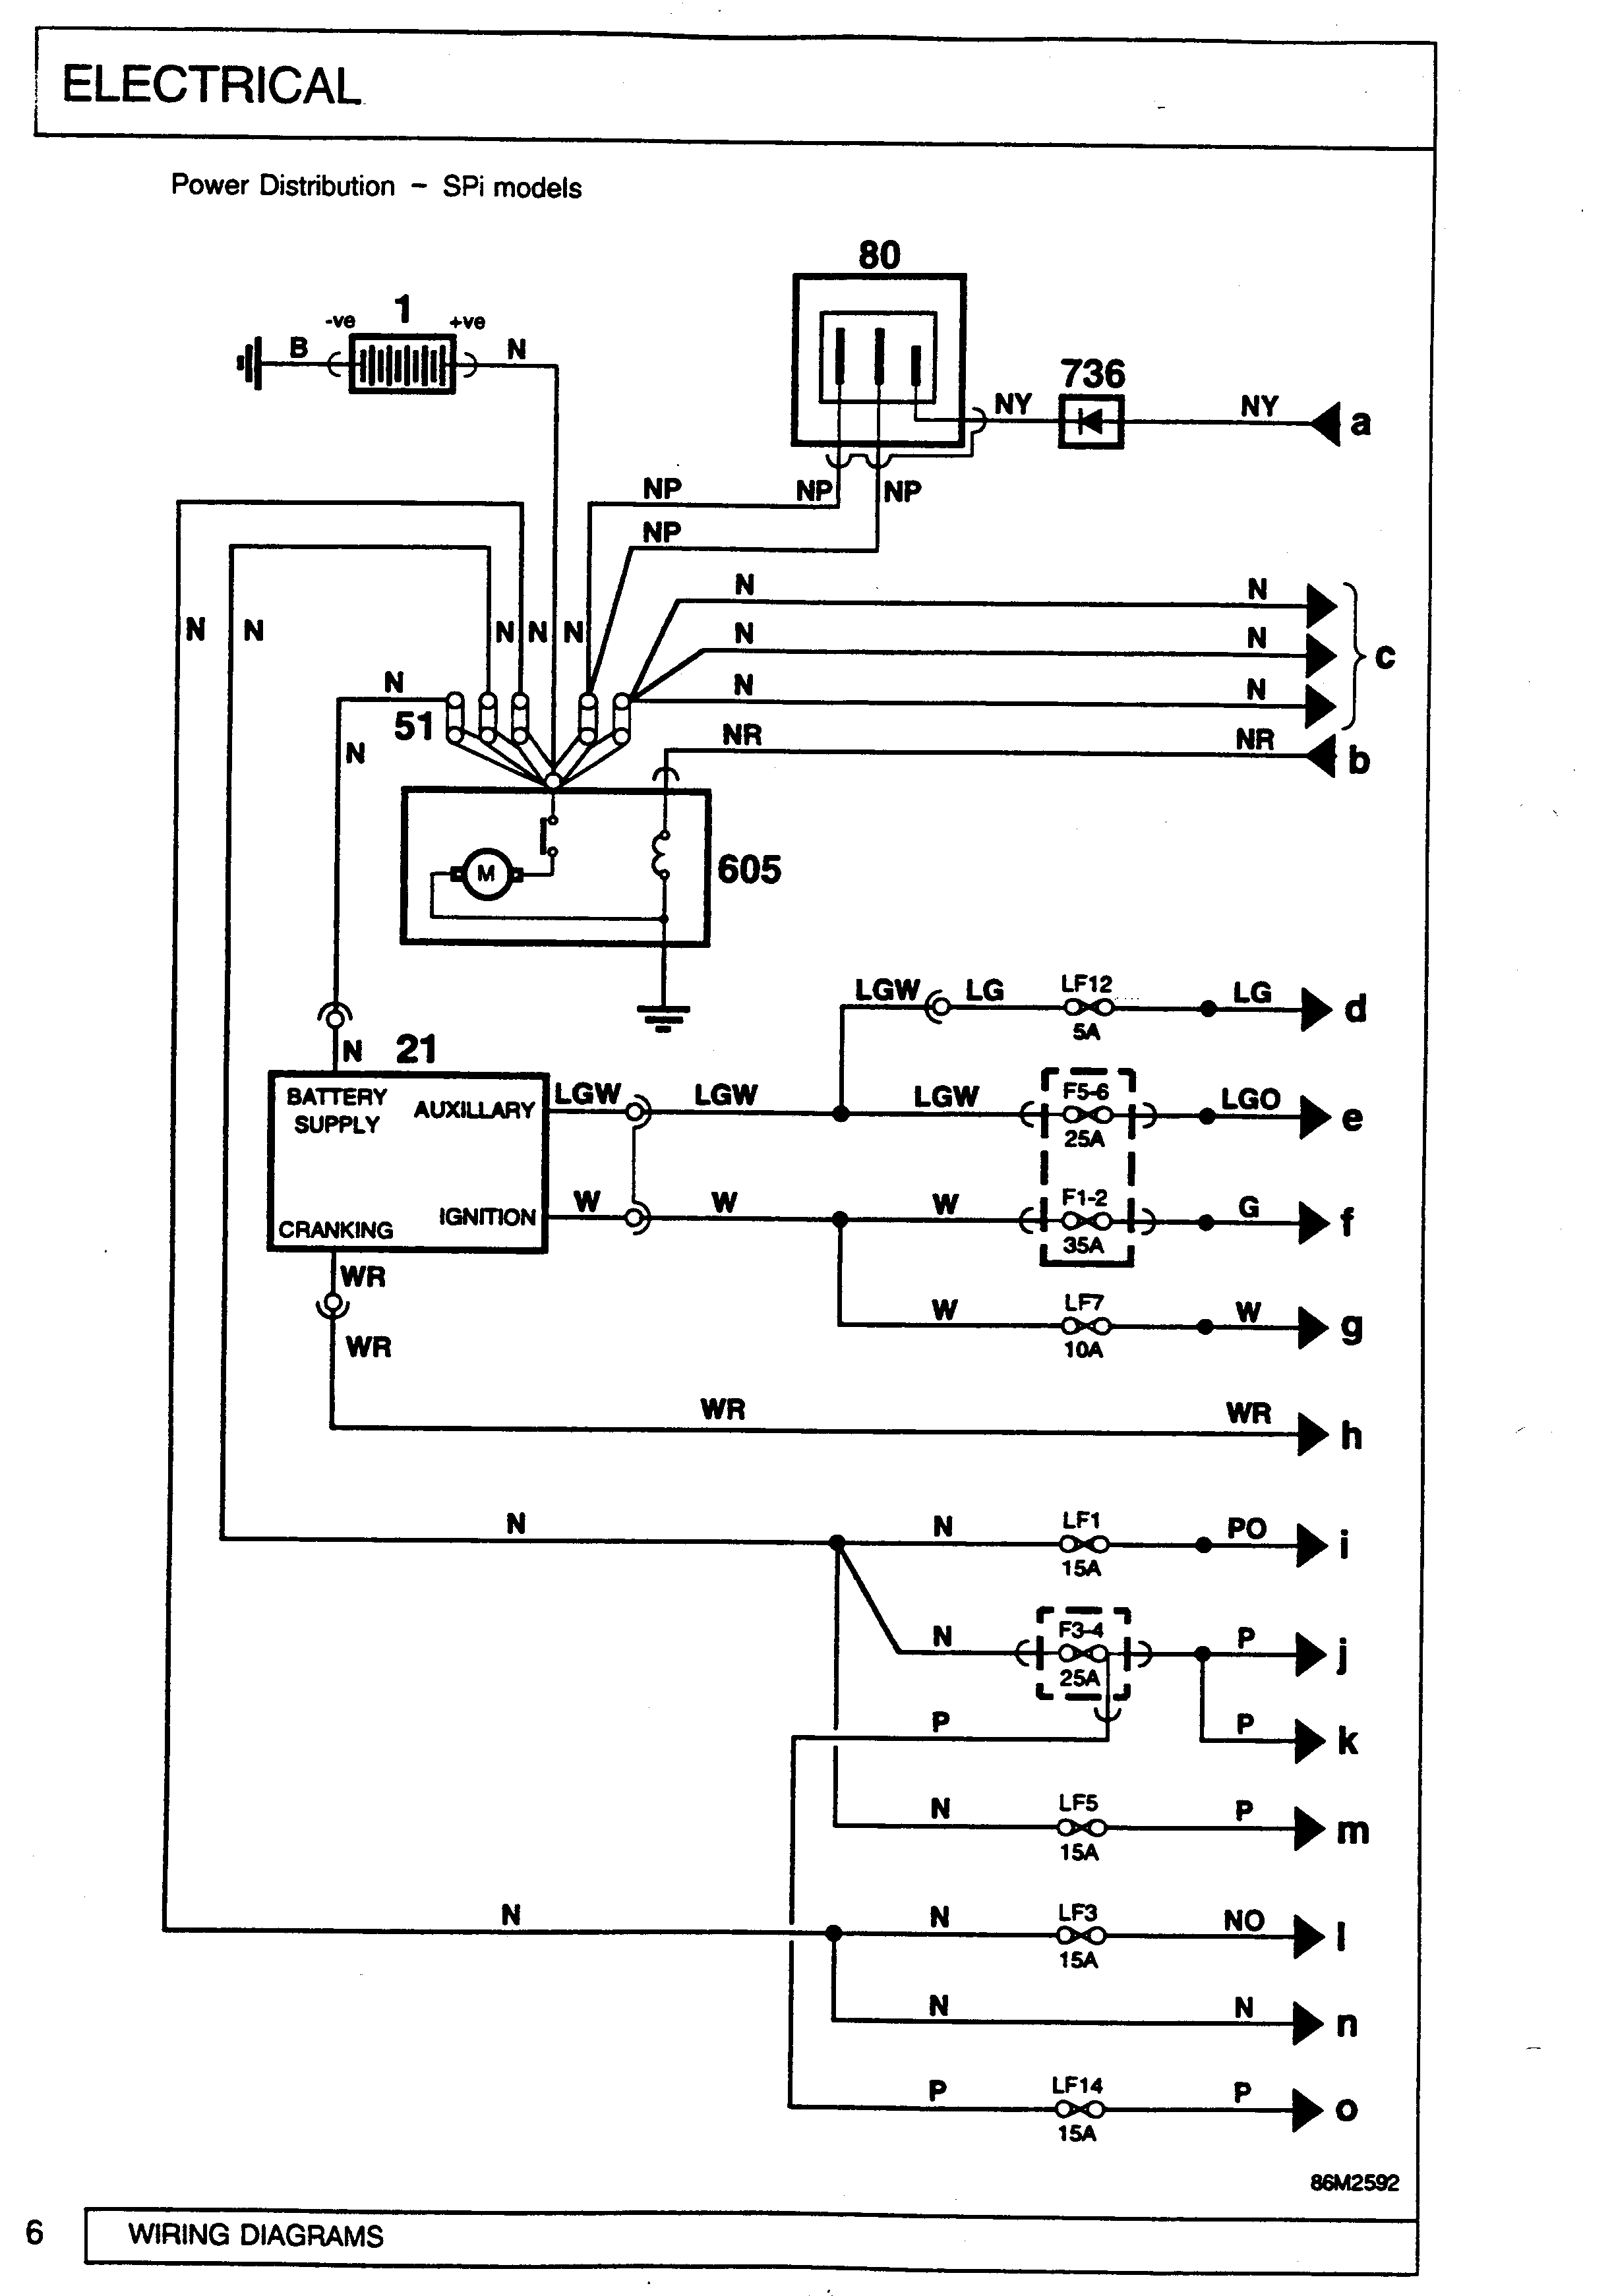 ELECTRICAL
Power Distribution - SPi models
80
1
-ve
+ve
B
N
736
NY
NY
a
NP
NP
NP
NP
N
N
N
N
N
N
N
N
N
N
N
N
c
N
51
N
NR
NR
b
M
605
N
21
BATTERY
SUPPLY
AUXILLARY
CRANKING
IGNITION
LGW
LG
LF12
5A
LG
d
LGW
LGW
LGW
F5-6
25A
LGO
e
W
W
W
F1-2
35A
G
f
WR
W
LF7
10A
W
g
WR
WR
WR
h
N
N
LF1
15A
PO
i
N
F3-4
25A
P
j
P
P
k
N
LF5
15A
P
m
N
N
LF3
15A
NO
l
N
N
n
P
LF14
15A
P
o
86M2592
6
WIRING DIAGRAMS